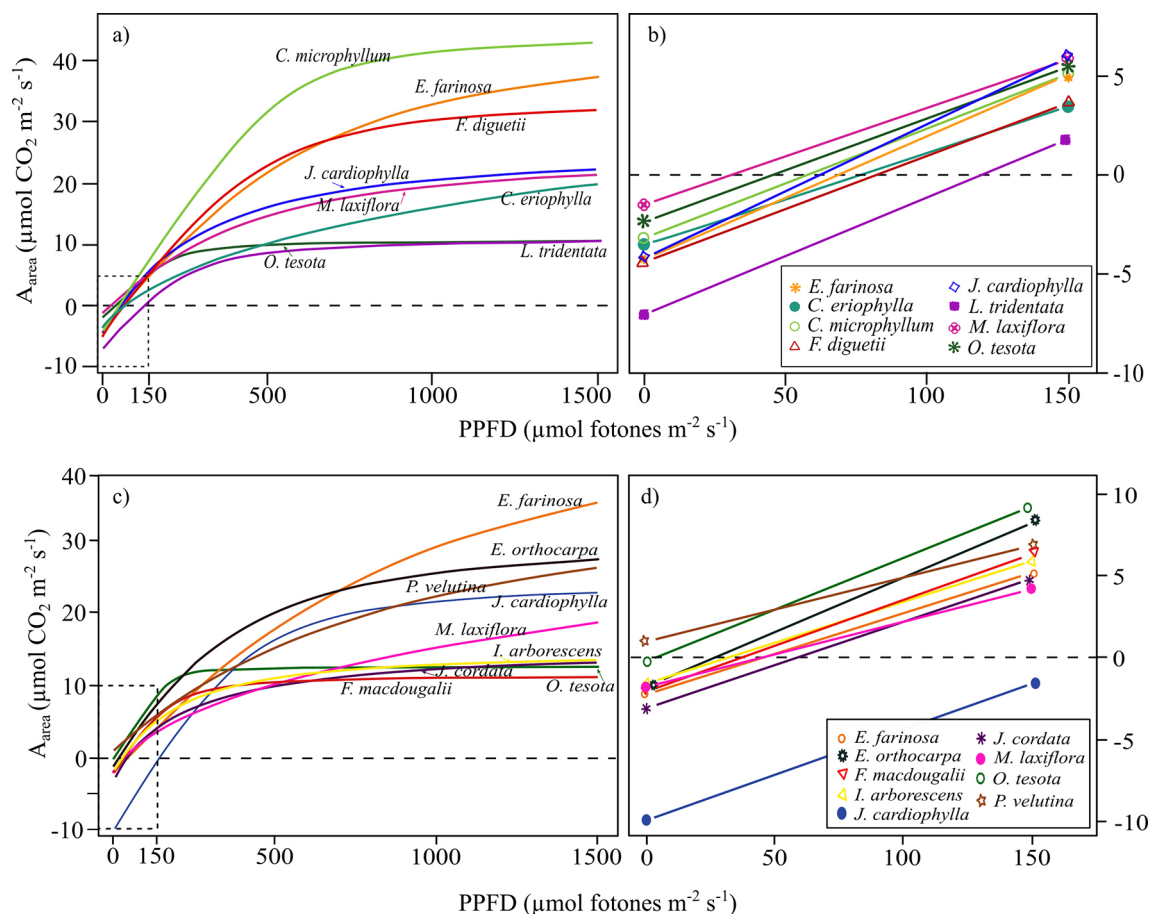 a)
C. microphyllum
E. farinosa
F. diguetii
J. cardiophylla
M. laxiflora
C. eriophylla
O. tesota
L. tridentata
A area (µmol CO2 m-2 s-1)
40
30
20
10
0
-10
0 150 500 1000 1500
b)
5
0
-5
-10
E. farinosa
C. eriophylla
C. microphyllum
F. diguetii
J. cardiophylla
L. tridentata
M. laxiflora
O. tesota
0 50 100 150
PPFD (µmol fotones m-2 s-1)
c)
E. farinosa
E. orthocarpa
P. velutina
J. cardiophylla
M. laxiflora
I. arborescens
J. cordata
F. macdougalii
O. tesota
A area (µmol CO2 m-2 s-1)
40
30
20
10
0
-10
0 150 500 1000 1500
d)
10
5
0
-5
-10
E. farinosa
E. orthocarpa
F. macdougalii
I. arborescens
J. cardiophylla
J. cordata
M. laxiflora
O. tesota
P. velutina
0 50 100 150
PPFD (µmol fotones m-2 s-1)